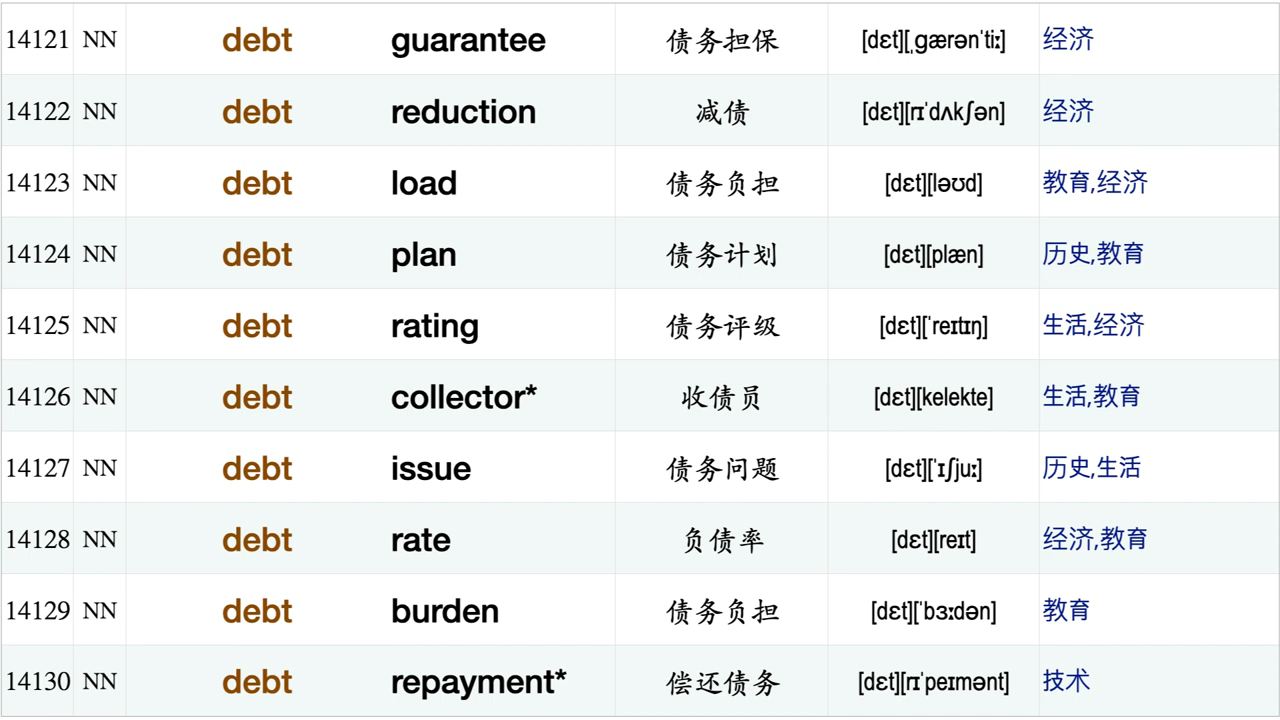 14121 NN debt guarantee 债务担保 [dɛt][ˌɡærənˈtiː] 经济
14122 NN debt reduction 减债 [dɛt][rɪˈdʌkʃən] 经济
14123 NN debt load 债务负担 [dɛt][ləʊd] 教育,经济
14124 NN debt plan 债务计划 [dɛt][plæn] 历史,教育
14125 NN debt rating 债务评级 [dɛt][ˈreɪtɪŋ] 生活,经济
14126 NN debt collector* 收债员 [dɛt][kelekte] 生活,教育
14127 NN debt issue 债务问题 [dɛt][ˈɪʃjuː] 历史,生活
14128 NN debt rate 负债率 [dɛt][reɪt] 经济,教育
14129 NN debt burden 债务负担 [dɛt][ˈbɜːdən] 教育
14130 NN debt repayment* 偿还债务 [dɛt][rɪˈpeɪmənt] 技术